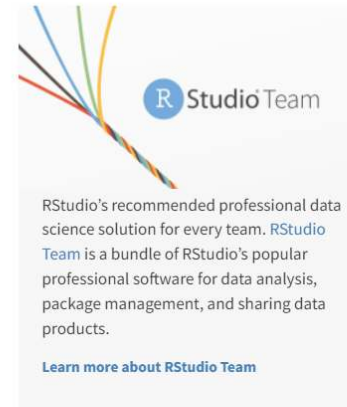 R Studio Team
RStudio's recommended professional data
science solution for every team. RStudio
Team is a bundle of RStudio's popular
professional software for data analysis,
package management, and sharing data
products.
Learn more about RStudio Team